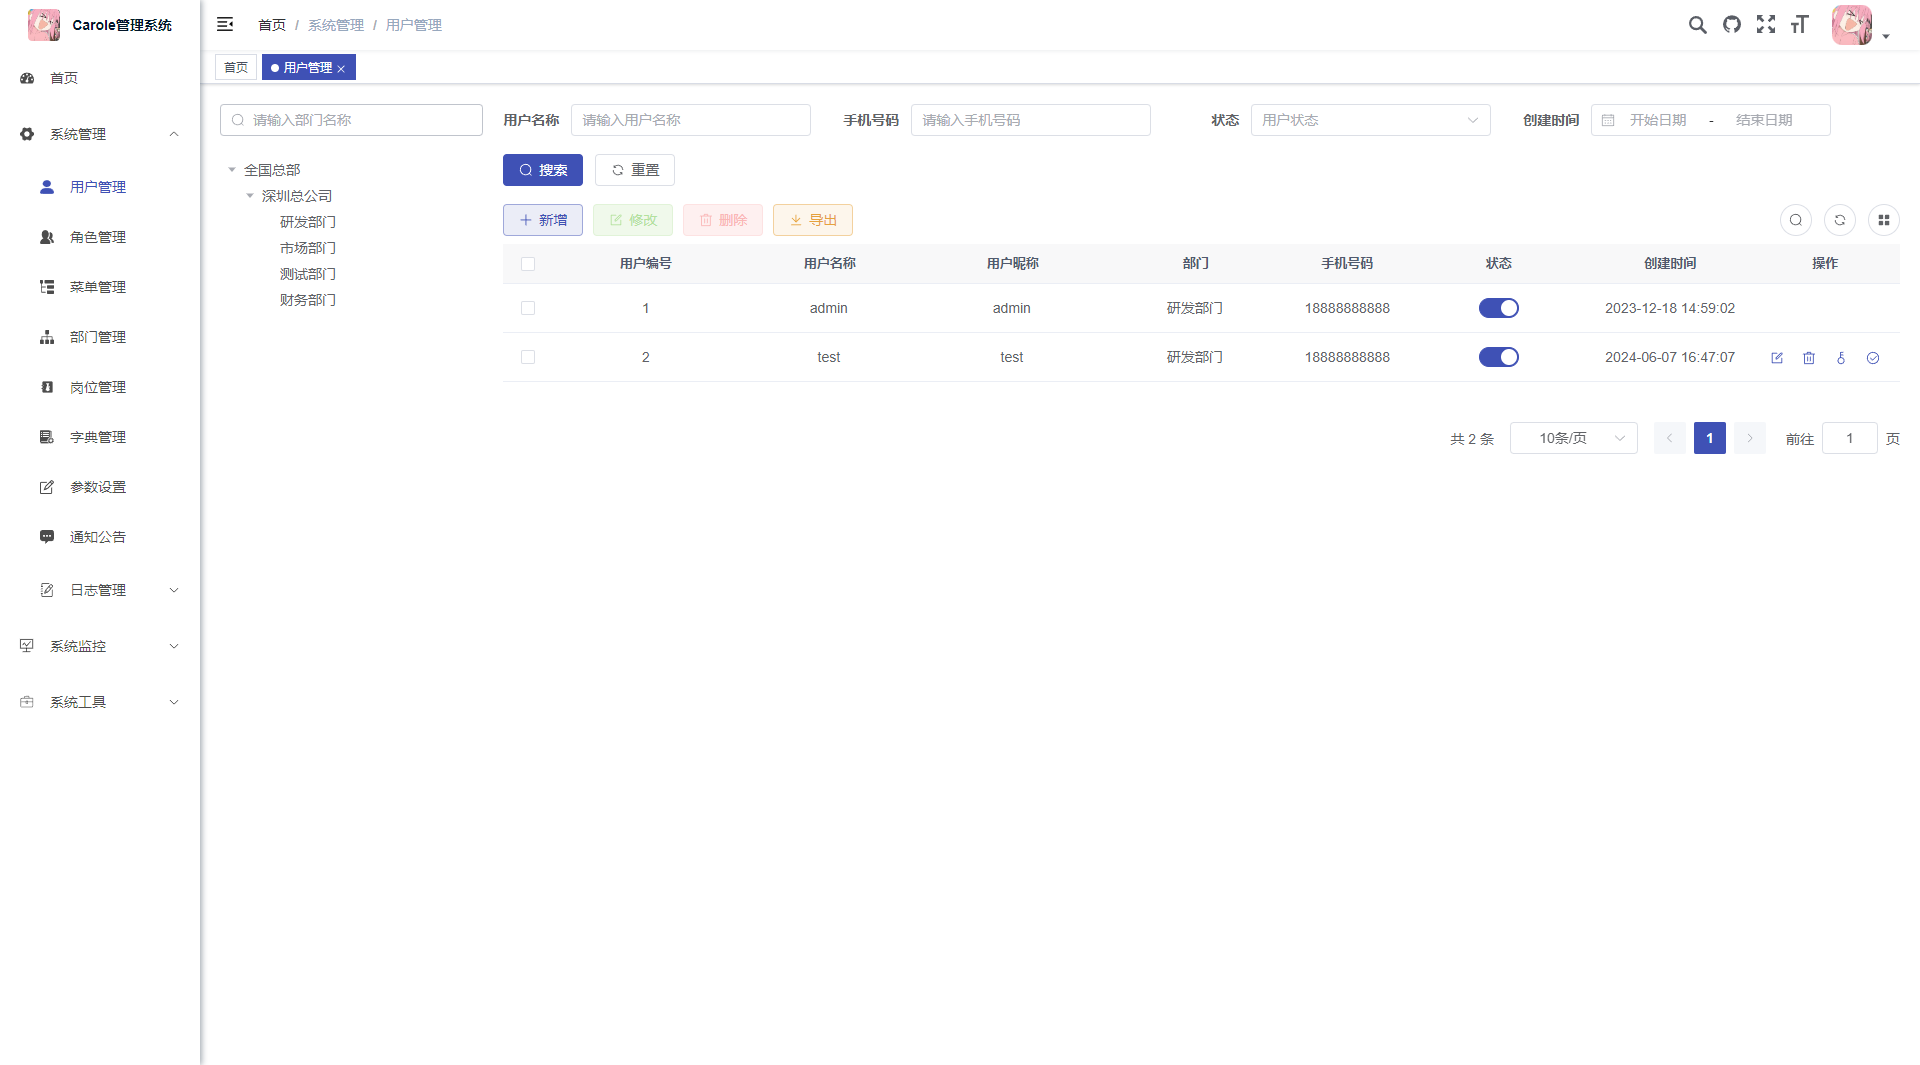 Carole管理系统
首页
系统管理
用户管理
角色管理
菜单管理
部门管理
岗位管理
字典管理
参数设置
通知公告
日志管理
系统监控
系统工具
首页 / 系统管理 / 用户管理
首页 用户管理
请输入部门名称
全国总部
深圳总公司
研发部门
市场部门
测试部门
财务部门
用户名称 请输入用户名称 手机号码 请输入手机号码 状态 用户状态 创建时间 开始日期 - 结束日期
搜索 重置
新增 修改 删除 导出
用户编号 用户名称 用户昵称 部门 手机号码 状态 创建时间 操作
1 admin admin 研发部门 18888888888 2023-12-18 14:59:02
2 test test 研发部门 18888888888 2024-06-07 16:47:07
共 2 条 10条/页 1 前往 1 页